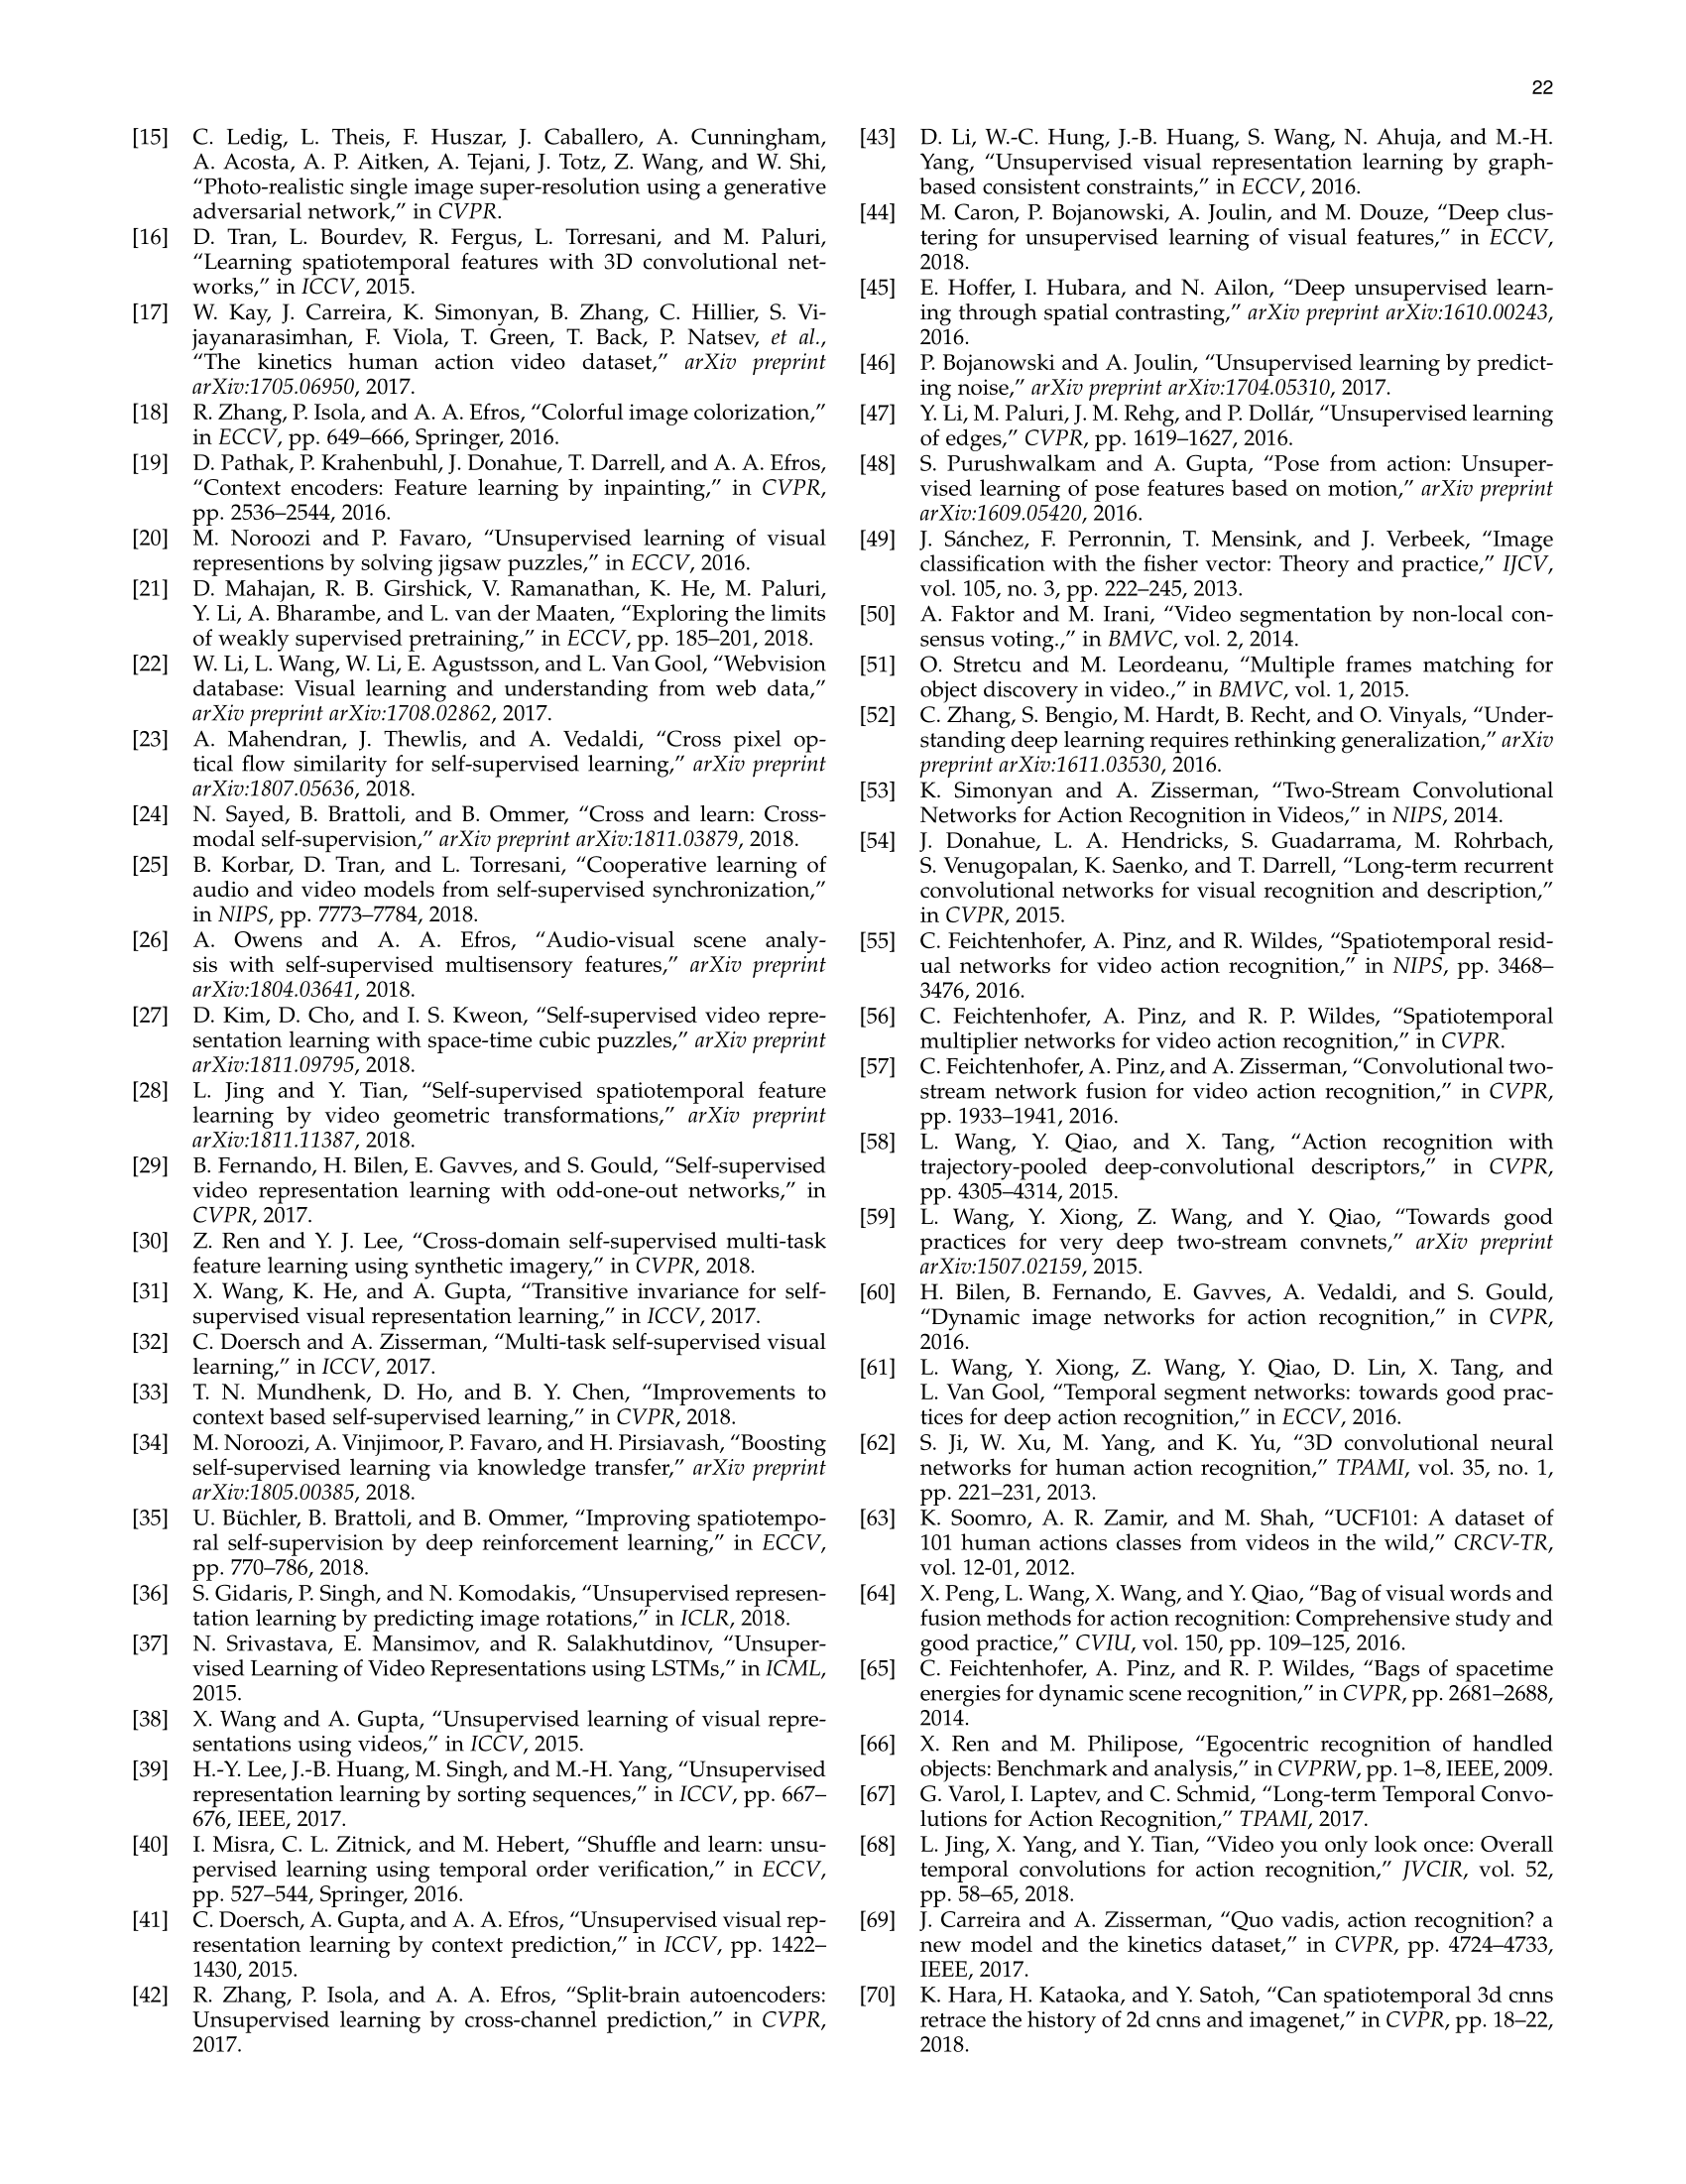 22
[15] C. Ledig, L. Theis, F. Huszar, J. Caballero, A. Cunningham,
A. Acosta, A. P. Aitken, A. Tejani, J. Totz, Z. Wang, and W. Shi,
“Photo-realistic single image super-resolution using a generative
adversarial network,” in CVPR.
[16] D. Tran, L. Bourdev, R. Fergus, L. Torresani, and M. Paluri,
“Learning spatiotemporal features with 3D convolutional net-
works,” in ICCV, 2015.
[17] W. Kay, J. Carreira, K. Simonyan, B. Zhang, C. Hillier, S. Vi-
jayanarasimhan, F. Viola, T. Green, T. Back, P. Natsev, et al.,
“The kinetics human action video dataset,” arXiv preprint
arXiv:1705.06950, 2017.
[18] R. Zhang, P. Isola, and A. A. Efros, “Colorful image colorization,”
in ECCV, pp. 649–666, Springer, 2016.
[19] D. Pathak, P. Krahenbuhl, J. Donahue, T. Darrell, and A. A. Efros,
“Context encoders: Feature learning by inpainting,” in CVPR,
pp. 2536–2544, 2016.
[20] M. Noroozi and P. Favaro, “Unsupervised learning of visual
representions by solving jigsaw puzzles,” in ECCV, 2016.
[21] D. Mahajan, R. B. Girshick, V. Ramanathan, K. He, M. Paluri,
Y. Li, A. Bharambe, and L. van der Maaten, “Exploring the limits
of weakly supervised pretraining,” in ECCV, pp. 185–201, 2018.
[22] W. Li, L. Wang, W. Li, E. Agustsson, and L. Van Gool, “Webvision
database: Visual learning and understanding from web data,”
arXiv preprint arXiv:1708.02862, 2017.
[23] A. Mahendran, J. Thewlis, and A. Vedaldi, “Cross pixel op-
tical flow similarity for self-supervised learning,” arXiv preprint
arXiv:1807.05636, 2018.
[24] N. Sayed, B. Brattoli, and B. Ommer, “Cross and learn: Cross-
modal self-supervision,” arXiv preprint arXiv:1811.03879, 2018.
[25] B. Korbar, D. Tran, and L. Torresani, “Cooperative learning of
audio and video models from self-supervised synchronization,”
in NIPS, pp. 7773–7784, 2018.
[26] A. Owens and A. A. Efros, “Audio-visual scene analy-
sis with self-supervised multisensory features,” arXiv preprint
arXiv:1804.03641, 2018.
[27] D. Kim, D. Cho, and I. S. Kweon, “Self-supervised video repre-
sentation learning with space-time cubic puzzles,” arXiv preprint
arXiv:1811.09795, 2018.
[28] L. Jing and Y. Tian, “Self-supervised spatiotemporal feature
learning by video geometric transformations,” arXiv preprint
arXiv:1811.11387, 2018.
[29] B. Fernando, H. Bilen, E. Gavves, and S. Gould, “Self-supervised
video representation learning with odd-one-out networks,” in
CVPR, 2017.
[30] Z. Ren and Y. J. Lee, “Cross-domain self-supervised multi-task
feature learning using synthetic imagery,” in CVPR, 2018.
[31] X. Wang, K. He, and A. Gupta, “Transitive invariance for self-
supervised visual representation learning,” in ICCV, 2017.
[32] C. Doersch and A. Zisserman, “Multi-task self-supervised visual
learning,” in ICCV, 2017.
[33] T. N. Mundhenk, D. Ho, and B. Y. Chen, “Improvements to
context based self-supervised learning,” in CVPR, 2018.
[34] M. Noroozi, A. Vinjimoor, P. Favaro, and H. Pirsiavash, “Boosting
self-supervised learning via knowledge transfer,” arXiv preprint
arXiv:1805.00385, 2018.
[35] U. Büchler, B. Brattoli, and B. Ommer, “Improving spatiotempo-
ral self-supervision by deep reinforcement learning,” in ECCV,
pp. 770–786, 2018.
[36] S. Gidaris, P. Singh, and N. Komodakis, “Unsupervised represen-
tation learning by predicting image rotations,” in ICLR, 2018.
[37] N. Srivastava, E. Mansimov, and R. Salakhutdinov, “Unsuper-
vised Learning of Video Representations using LSTMs,” in ICML,
2015.
[38] X. Wang and A. Gupta, “Unsupervised learning of visual repre-
sentations using videos,” in ICCV, 2015.
[39] H.-Y. Lee, J.-B. Huang, M. Singh, and M.-H. Yang, “Unsupervised
representation learning by sorting sequences,” in ICCV, pp. 667–
676, IEEE, 2017.
[40] I. Misra, C. L. Zitnick, and M. Hebert, “Shuffle and learn: unsu-
pervised learning using temporal order verification,” in ECCV,
pp. 527–544, Springer, 2016.
[41] C. Doersch, A. Gupta, and A. A. Efros, “Unsupervised visual rep-
resentation learning by context prediction,” in ICCV, pp. 1422–
1430, 2015.
[42] R. Zhang, P. Isola, and A. A. Efros, “Split-brain autoencoders:
Unsupervised learning by cross-channel prediction,” in CVPR,
2017.
[43] D. Li, W.-C. Hung, J.-B. Huang, S. Wang, N. Ahuja, and M.-H.
Yang, “Unsupervised visual representation learning by graph-
based consistent constraints,” in ECCV, 2016.
[44] M. Caron, P. Bojanowski, A. Joulin, and M. Douze, “Deep clus-
tering for unsupervised learning of visual features,” in ECCV,
2018.
[45] E. Hoffer, I. Hubara, and N. Ailon, “Deep unsupervised learn-
ing through spatial contrasting,” arXiv preprint arXiv:1610.00243,
2016.
[46] P. Bojanowski and A. Joulin, “Unsupervised learning by predict-
ing noise,” arXiv preprint arXiv:1704.05310, 2017.
[47] Y. Li, M. Paluri, J. M. Rehg, and P. Dollár, “Unsupervised learning
of edges,” CVPR, pp. 1619–1627, 2016.
[48] S. Purushwalkam and A. Gupta, “Pose from action: Unsuper-
vised learning of pose features based on motion,” arXiv preprint
arXiv:1609.05420, 2016.
[49] J. Sánchez, F. Perronnin, T. Mensink, and J. Verbeek, “Image
classification with the fisher vector: Theory and practice,” IJCV,
vol. 105, no. 3, pp. 222–245, 2013.
[50] A. Faktor and M. Irani, “Video segmentation by non-local con-
sensus voting.,” in BMVC, vol. 2, 2014.
[51] O. Stretcu and M. Leordeanu, “Multiple frames matching for
object discovery in video.,” in BMVC, vol. 1, 2015.
[52] C. Zhang, S. Bengio, M. Hardt, B. Recht, and O. Vinyals, “Under-
standing deep learning requires rethinking generalization,” arXiv
preprint arXiv:1611.03530, 2016.
[53] K. Simonyan and A. Zisserman, “Two-Stream Convolutional
Networks for Action Recognition in Videos,” in NIPS, 2014.
[54] J. Donahue, L. A. Hendricks, S. Guadarrama, M. Rohrbach,
S. Venugopalan, K. Saenko, and T. Darrell, “Long-term recurrent
convolutional networks for visual recognition and description,”
in CVPR, 2015.
[55] C. Feichtenhofer, A. Pinz, and R. Wildes, “Spatiotemporal resid-
ual networks for video action recognition,” in NIPS, pp. 3468–
3476, 2016.
[56] C. Feichtenhofer, A. Pinz, and R. P. Wildes, “Spatiotemporal
multiplier networks for video action recognition,” in CVPR.
[57] C. Feichtenhofer, A. Pinz, and A. Zisserman, “Convolutional two-
stream network fusion for video action recognition,” in CVPR,
pp. 1933–1941, 2016.
[58] L. Wang, Y. Qiao, and X. Tang, “Action recognition with
trajectory-pooled deep-convolutional descriptors,” in CVPR,
pp. 4305–4314, 2015.
[59] L. Wang, Y. Xiong, Z. Wang, and Y. Qiao, “Towards good
practices for very deep two-stream convnets,” arXiv preprint
arXiv:1507.02159, 2015.
[60] H. Bilen, B. Fernando, E. Gavves, A. Vedaldi, and S. Gould,
“Dynamic image networks for action recognition,” in CVPR,
2016.
[61] L. Wang, Y. Xiong, Z. Wang, Y. Qiao, D. Lin, X. Tang, and
L. Van Gool, “Temporal segment networks: towards good prac-
tices for deep action recognition,” in ECCV, 2016.
[62] S. Ji, W. Xu, M. Yang, and K. Yu, “3D convolutional neural
networks for human action recognition,” TPAMI, vol. 35, no. 1,
pp. 221–231, 2013.
[63] K. Soomro, A. R. Zamir, and M. Shah, “UCF101: A dataset of
101 human actions classes from videos in the wild,” CRCV-TR,
vol. 12-01, 2012.
[64] X. Peng, L. Wang, X. Wang, and Y. Qiao, “Bag of visual words and
fusion methods for action recognition: Comprehensive study and
good practice,” CVIU, vol. 150, pp. 109–125, 2016.
[65] C. Feichtenhofer, A. Pinz, and R. P. Wildes, “Bags of spacetime
energies for dynamic scene recognition,” in CVPR, pp. 2681–2688,
2014.
[66] X. Ren and M. Philipose, “Egocentric recognition of handled
objects: Benchmark and analysis,” in CVPRW, pp. 1–8, IEEE, 2009.
[67] G. Varol, I. Laptev, and C. Schmid, “Long-term Temporal Convo-
lutions for Action Recognition,” TPAMI, 2017.
[68] L. Jing, X. Yang, and Y. Tian, “Video you only look once: Overall
temporal convolutions for action recognition,” JVCIR, vol. 52,
pp. 58–65, 2018.
[69] J. Carreira and A. Zisserman, “Quo vadis, action recognition? a
new model and the kinetics dataset,” in CVPR, pp. 4724–4733,
IEEE, 2017.
[70] K. Hara, H. Kataoka, and Y. Satoh, “Can spatiotemporal 3d cnns
retrace the history of 2d cnns and imagenet,” in CVPR, pp. 18–22,
2018.